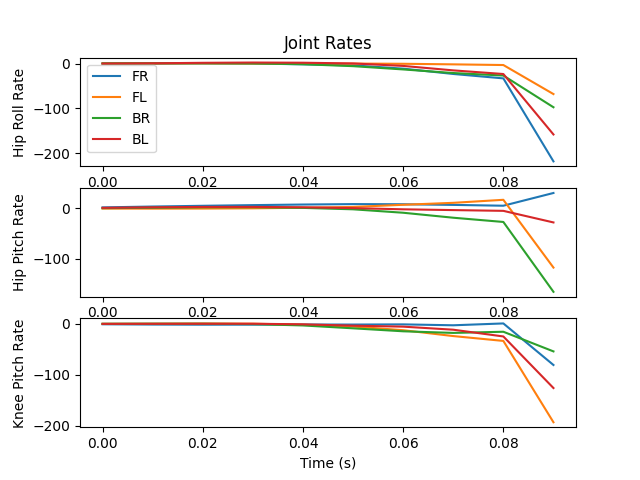 Joint Rates
Hip Roll Rate
0
−100
−200
FR
FL
BR
BL
0.00 0.02 0.04 0.06 0.08
Hip Pitch Rate
0
−100
0.00 0.02 0.04 0.06 0.08
Knee Pitch Rate
0
−100
−200
0.00 0.02 0.04 0.06 0.08
Time (s)